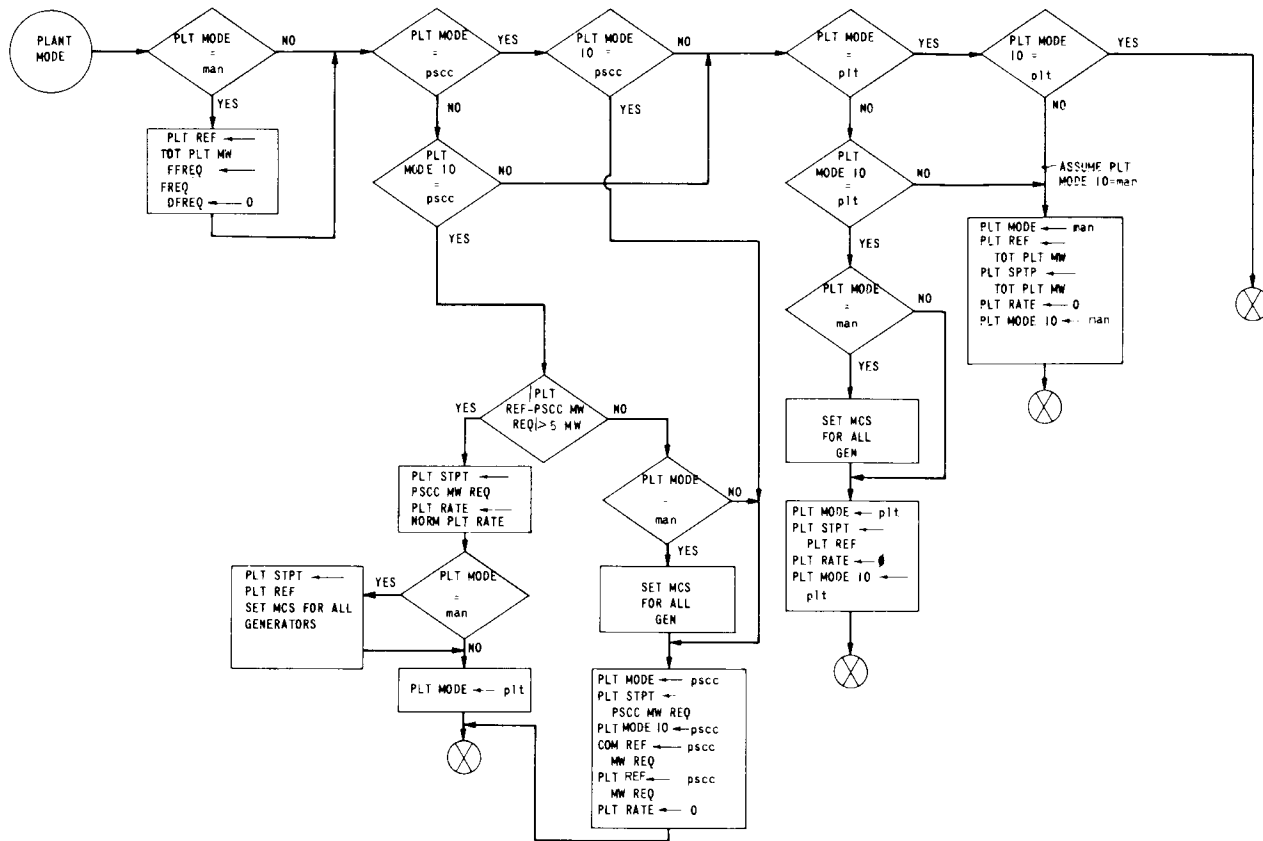 PLANT
MODE
PLT MODE
=
man
NO
YES
PLT REF ←
TOT PLT MW
FFREQ ←
FREQ
DFREQ ← 0
PLT MODE
=
pscc
YES
NO
PLT MODE
IO =
pscc
NO
YES
PLT
MODE IO
=
pscc
NO
YES
PLT MODE
=
plt
YES
NO
PLT MODE
IO =
plt
YES
NO
ASSUME PLT
MODE IO=man
PLT
MODE IO
=
plt
NO
YES
PLT MODE ← man
PLT REF ←
TOT PLT MW
PLT SPTP ←
TOT PLT MW
PLT RATE ← 0
PLT MODE IO ← man
PLT MODE
=
man
NO
YES
SET MCS
FOR ALL
GEN
PLT MODE ← plt
PLT STPT ←
PLT REF
PLT RATE ←
PLT MODE IO ←
plt
|PLT
REF-PSCC MW
REQ|>5 MW
YES
NO
PLT STPT ←
PSCC MW REQ
PLT RATE ←
NORM PLT RATE
PLT MODE
=
man
YES
NO
PLT STPT ←
PLT REF
SET MCS FOR ALL
GENERATORS
PLT MODE ← plt
PLT MODE
=
man
NO
YES
SET MCS
FOR ALL
GEN
PLT MODE ← pscc
PLT STPT ←
PSCC MW REQ
PLT MODE IO ← pscc
COM REF ← pscc
MW REQ
PLT REF ← pscc
MW REQ
PLT RATE ← 0